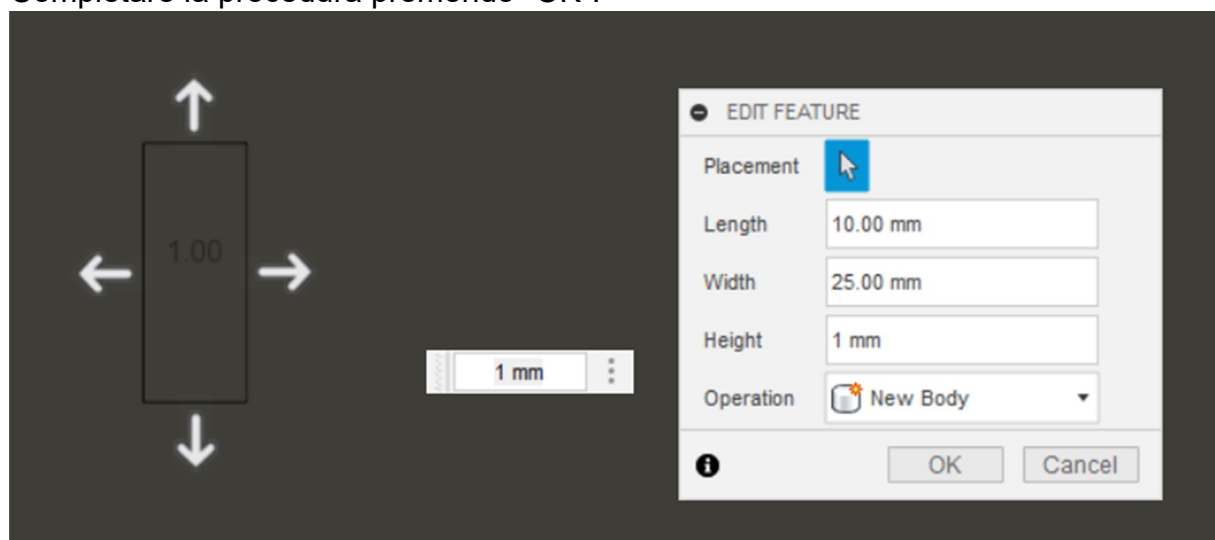 Completare la procedura premendo "OK".
EDIT FEATURE
Placement
Length 10.00 mm
Width 25.00 mm
Height 1 mm
Operation New Body
OK Cancel
1.00
1 mm